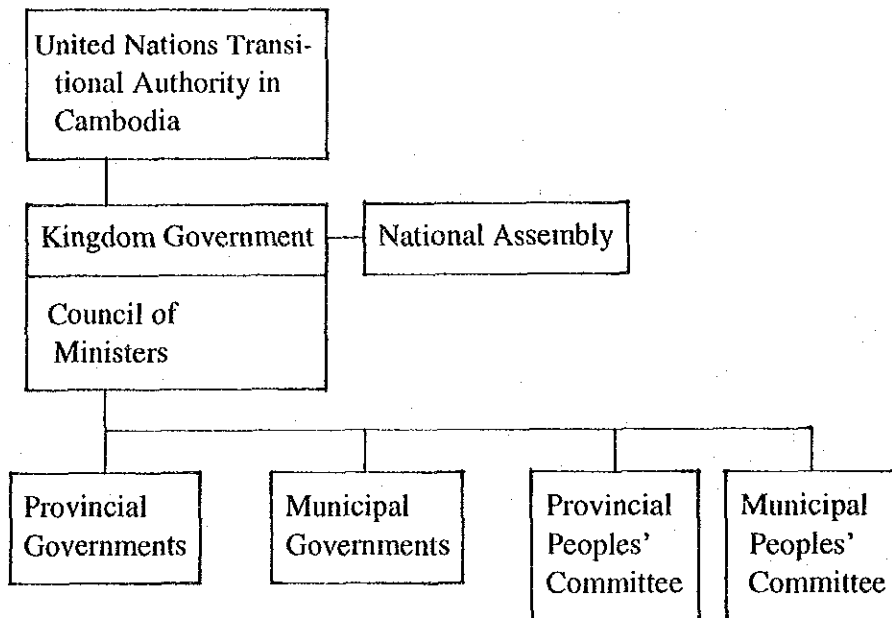 United Nations Transi-
tional Authority in
Cambodia
Kingdom Government
National Assembly
Council of
Ministers
Provincial
Governments
Municipal
Governments
Provincial
Peoples'
Committee
Municipal
Peoples'
Committee